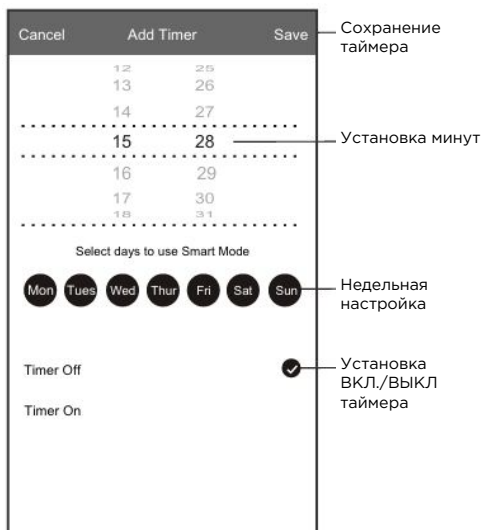 Cancel Add Timer Save
Сохранение
таймера
12 25
13 26
14 27
15 28
Установка минут
16 29
17 30
18 31
Select days to use Smart Mode
Mon Tues Wed Thur Fri Sat Sun
Недельная
настройка
Timer Off
Установка
ВКЛ./ВЫКЛ
таймера
Timer On